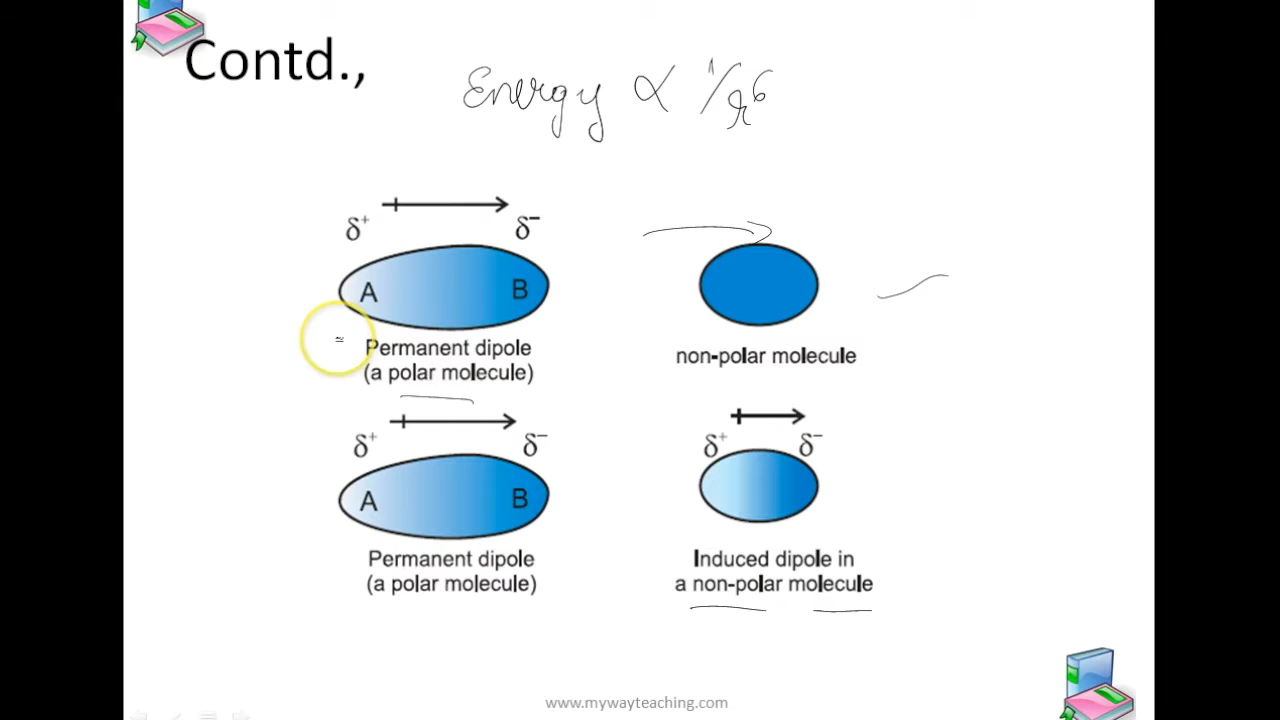 Contd.,
Energy ∝ 1/r⁶
δ⁺ δ⁻
A B
Permanent dipole
(a polar molecule)
non-polar molecule
δ⁺ δ⁻
A B
Permanent dipole
(a polar molecule)
δ⁺ δ⁻
Induced dipole in
a non-polar molecule
www.mywayteaching.com